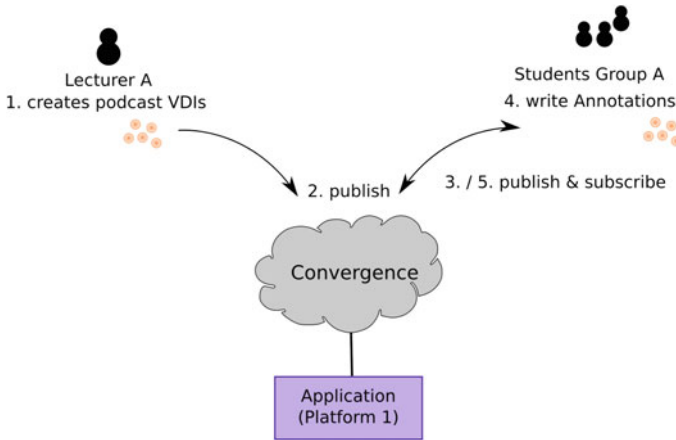 Lecturer A
1. creates podcast VDIs
Students Group A
4. write Annotations
2. publish
3. / 5. publish & subscribe
Convergence
Application
(Platform 1)